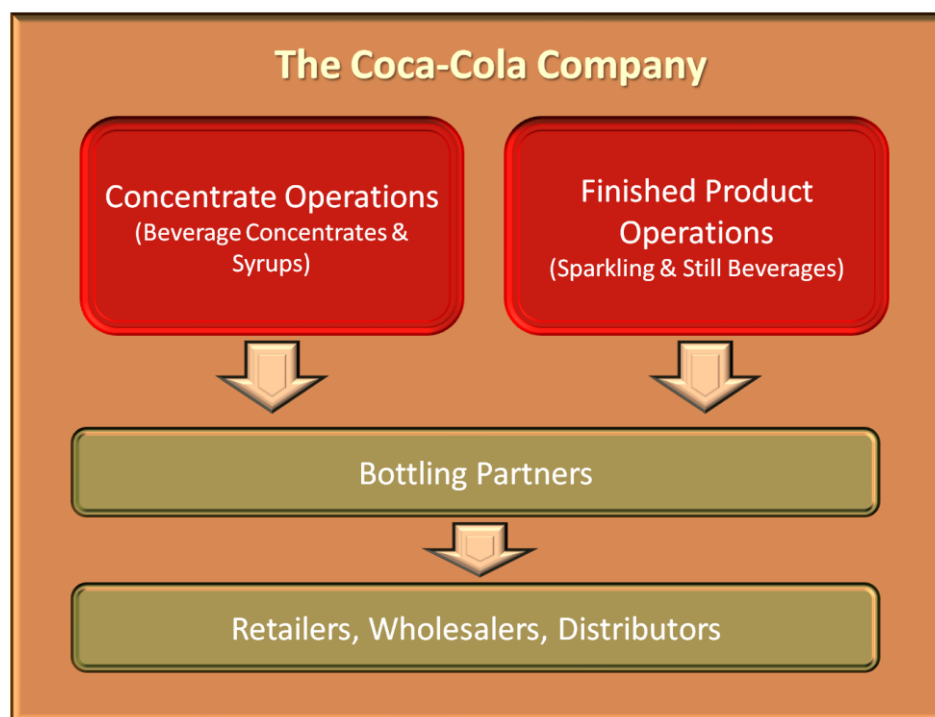 The Coca-Cola Company
Concentrate Operations
(Beverage Concentrates &
Syrups)
Finished Product
Operations
(Sparkling & Still Beverages)
Bottling Partners
Retailers, Wholesalers, Distributors